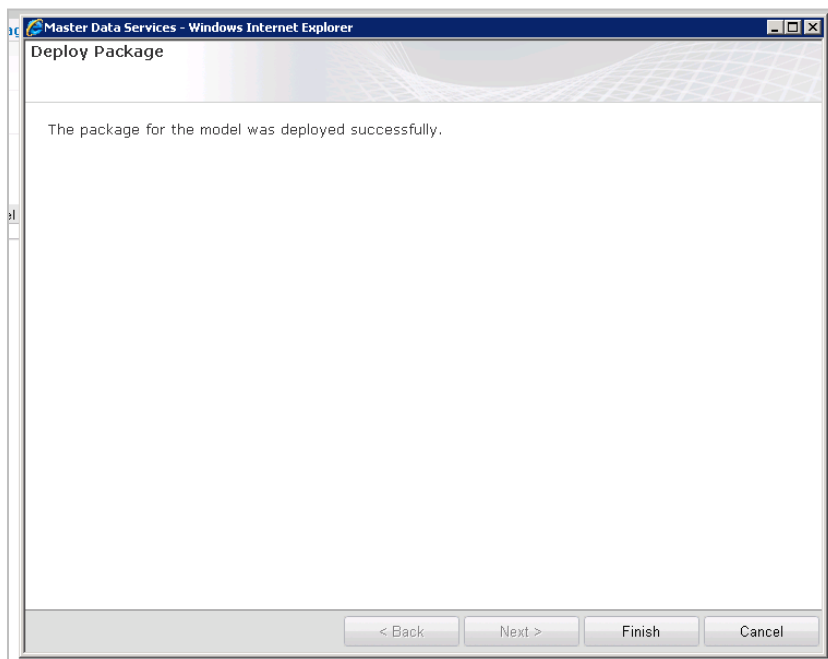 Master Data Services - Windows Internet Explorer
Deploy Package
The package for the model was deployed successfully.
< Back
Next >
Finish
Cancel